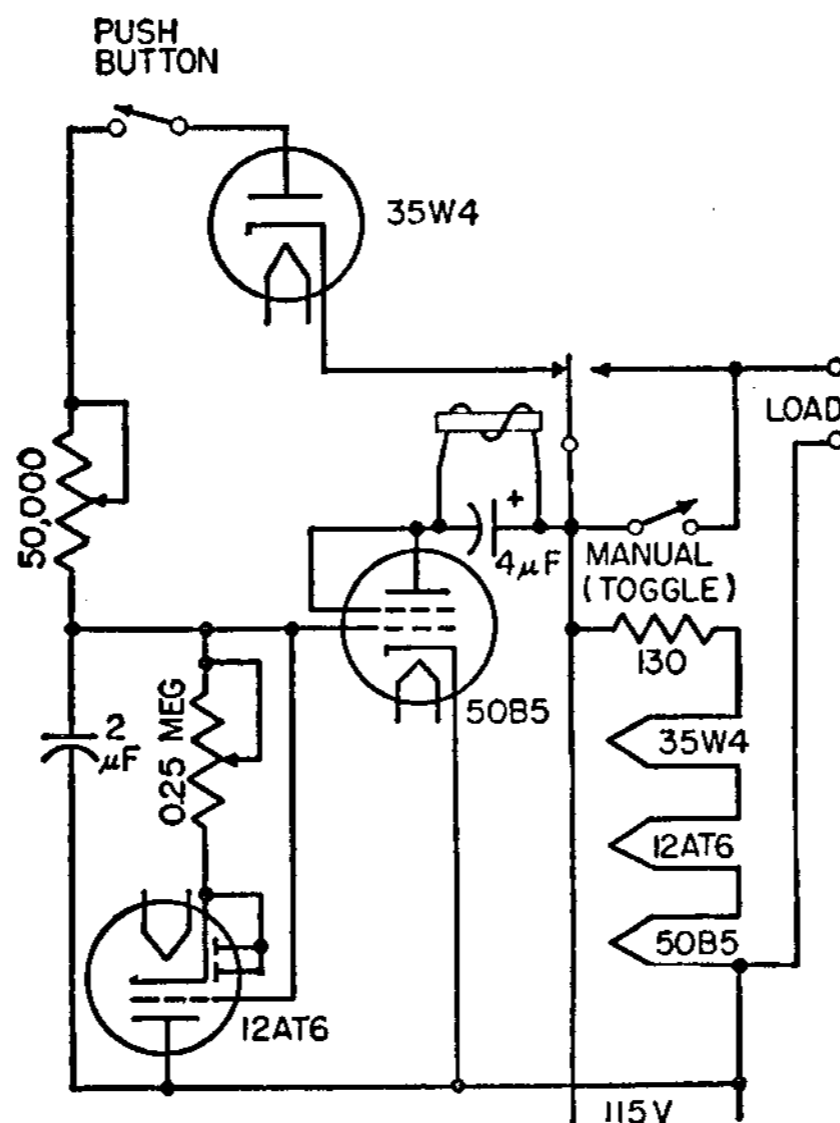 PUSH
BUTTON
35W4
LOAD
50,000
+
4μF
MANUAL
(TOGGLE)
130
50B5
2
μF
0.25 MEG
35W4
12AT6
50B5
12AT6
115V